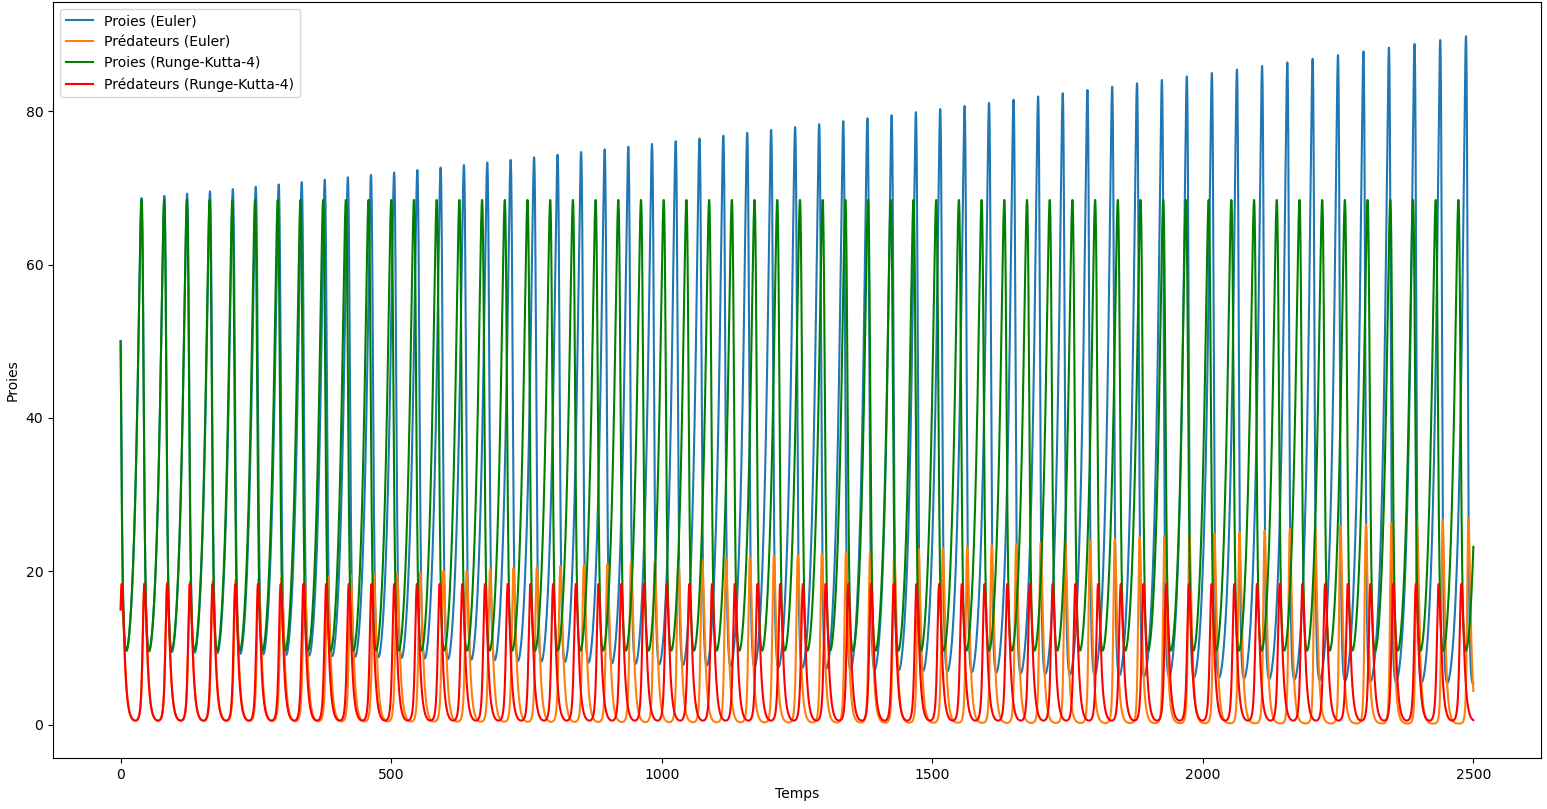 Proies (Euler)
Prédateurs (Euler)
Proies (Runge-Kutta-4)
Prédateurs (Runge-Kutta-4)
80
60
40
20
0
Proies
0
500
1000
1500
2000
2500
Temps